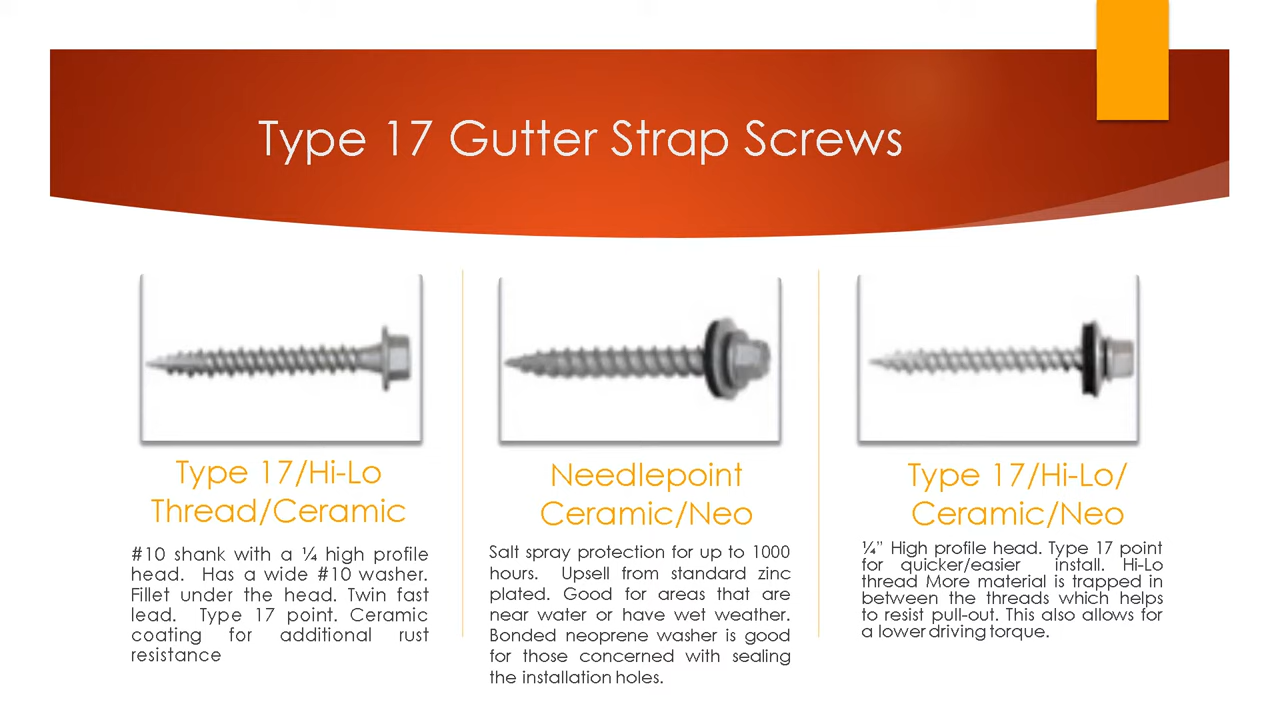 Type 17 Gutter Strap Screws
Type 17/Hi-Lo
Thread/Ceramic
#10 shank with a ¼ high profile
head. Has a wide #10 washer.
Fillet under the head. Twin fast
lead. Type 17 point. Ceramic
coating for additional rust
resistance
Needlepoint
Ceramic/Neo
Salt spray protection for up to 1000
hours. Upsell from standard zinc
plated. Good for areas that are
near water or have wet weather.
Bonded neoprene washer is good
for those concerned with sealing
the installation holes.
Type 17/Hi-Lo/
Ceramic/Neo
¼" High profile head. Type 17 point
for quicker/easier install. Hi-Lo
thread More material is trapped in
between the threads which helps
to resist pull-out. This also allows for
a lower driving torque.